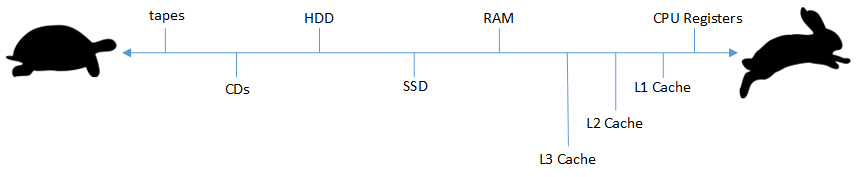 tapes
HDD
RAM
CPU Registers
CDs
SSD
L1 Cache
L2 Cache
L3 Cache